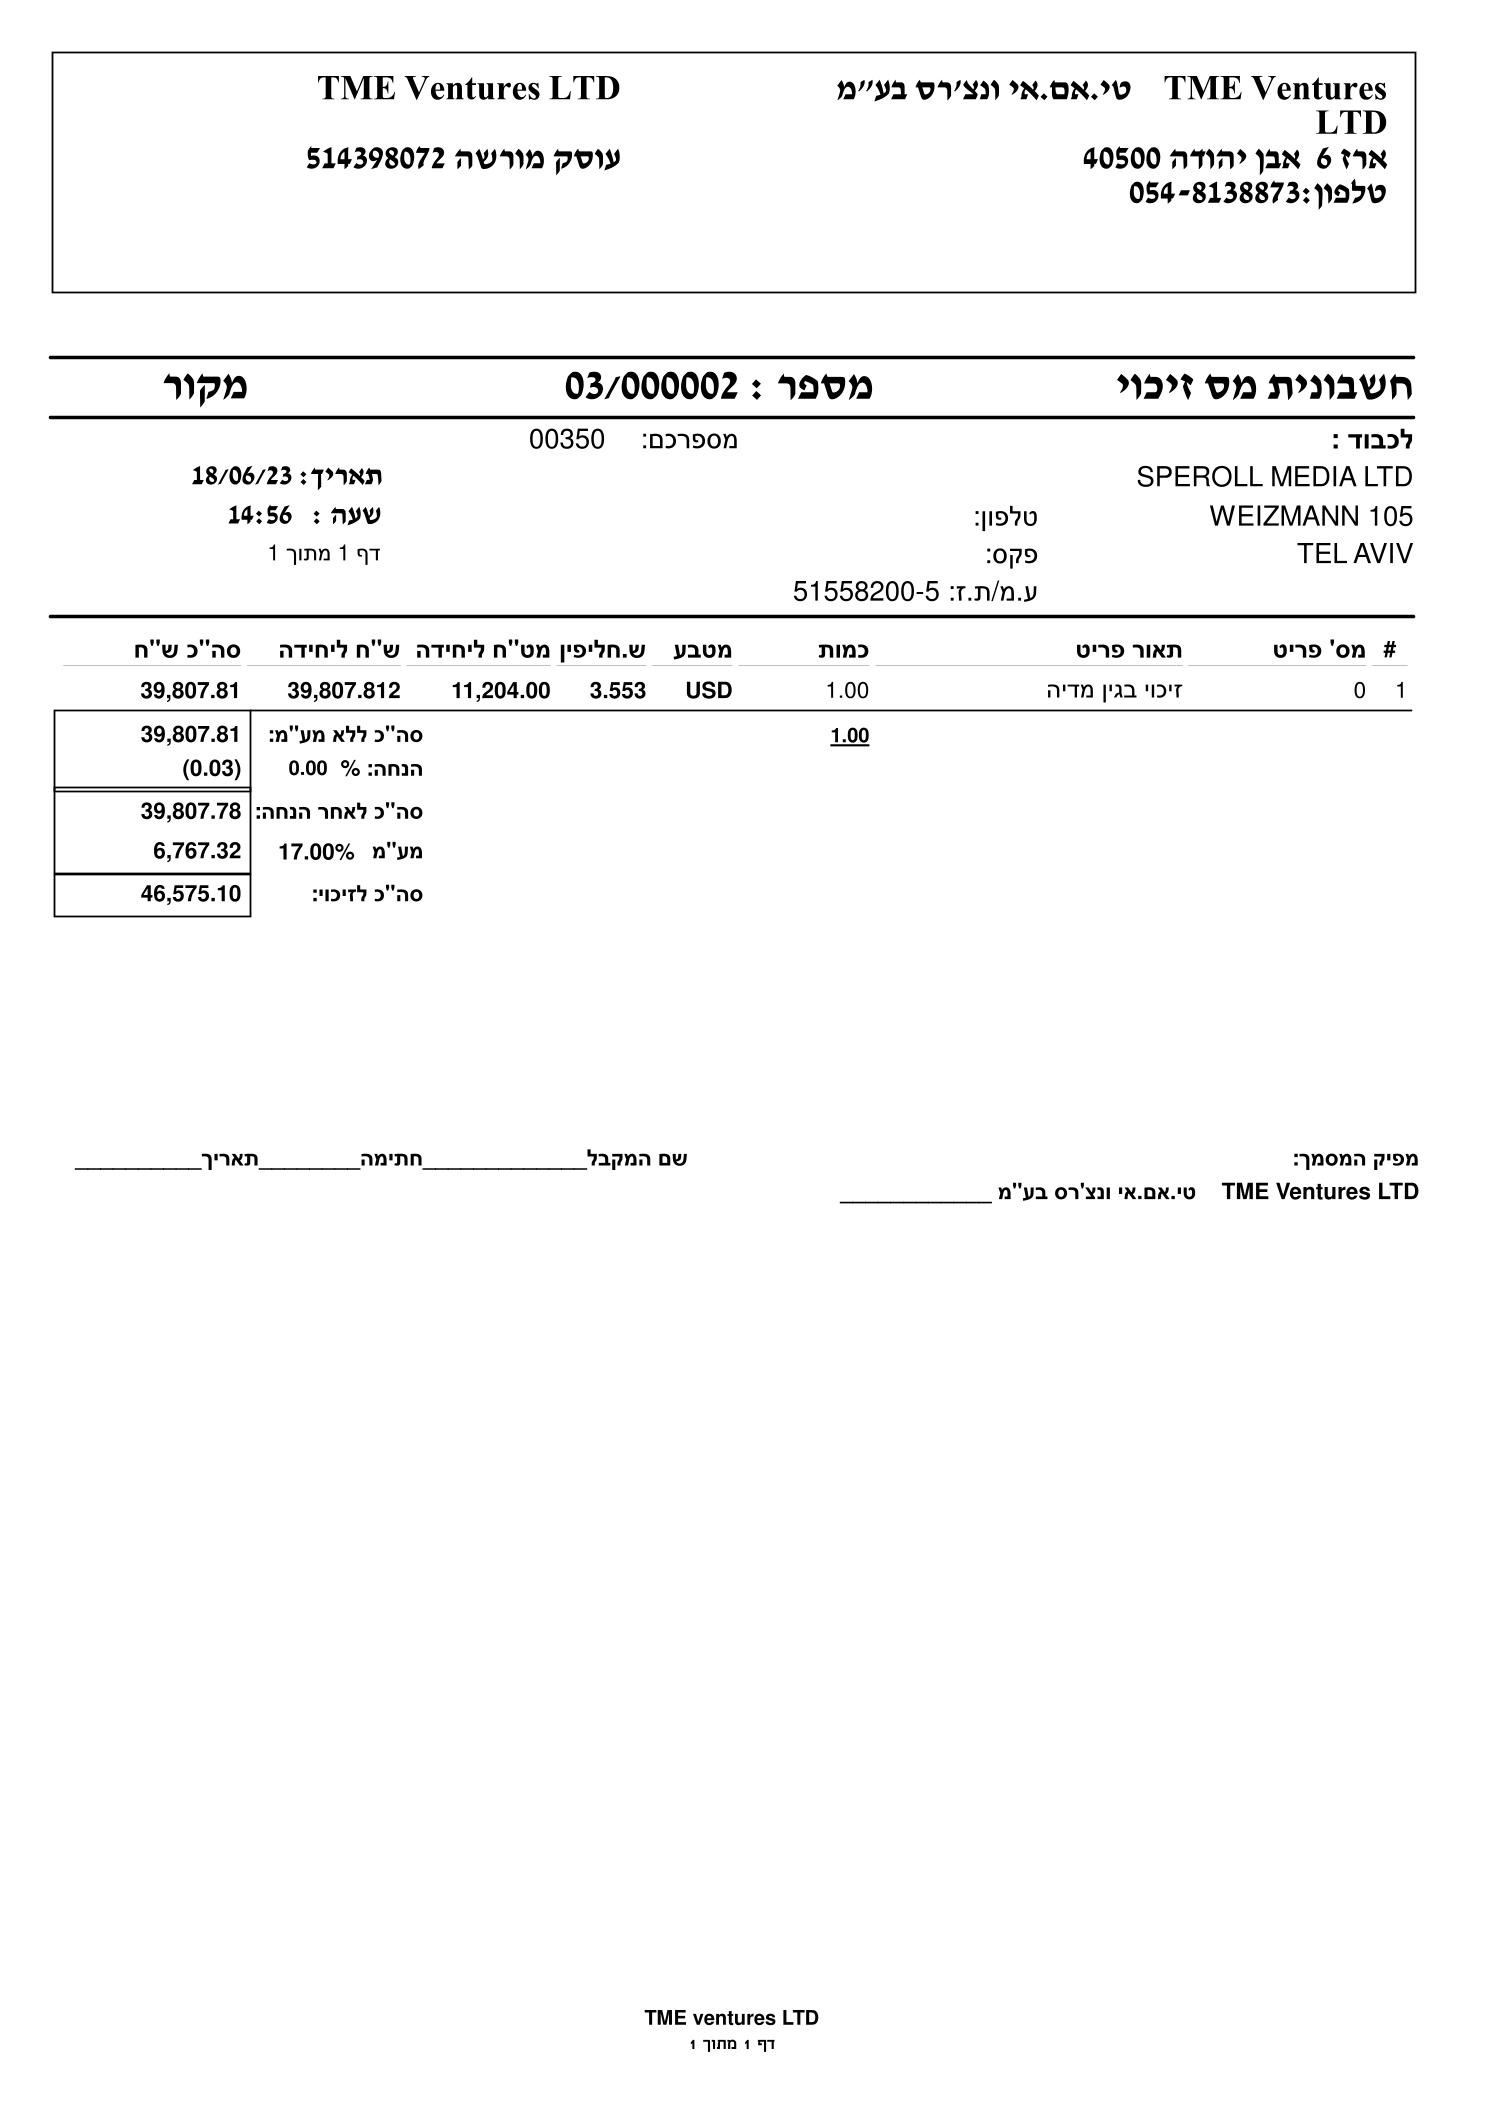 טי.אם.אי ונצ'רס בע"מ TME Ventures LTD
ארז 6 אבן יהודה 40500
טלפון:054-8138873
TME Ventures LTD
עוסק מורשה 514398072
חשבונית מס זיכוי מספר : 03/000002 מקור
לכבוד :
SPEROLL MEDIA LTD
WEIZMANN 105
TEL AVIV
מספרכם: 00350
טלפון:
פקס:
ע.מ/ת.ז: 51558200-5
תאריך: 18/06/23
שעה : 14:56
דף 1 מתוך 1
# מס' פריט תאור פריט כמות מטבע ש.חליפין מט"ח ליחידה ש"ח ליחידה סה"כ ש"ח
1 0 זיכוי בגין מדיה 1.00 USD 3.553 11,204.00 39,807.812 39,807.81
1.00 סה"כ ללא מע"מ: 39,807.81
הנחה: % 0.00 (0.03)
סה"כ לאחר הנחה: 39,807.78
מע"מ 17.00% 6,767.32
סה"כ לזיכוי: 46,575.10
מפיק המסמך:
TME Ventures LTD טי.אם.אי ונצ'רס בע"מ ____________
שם המקבל_____________חתימה________תאריך__________
TME ventures LTD
דף 1 מתוך 1